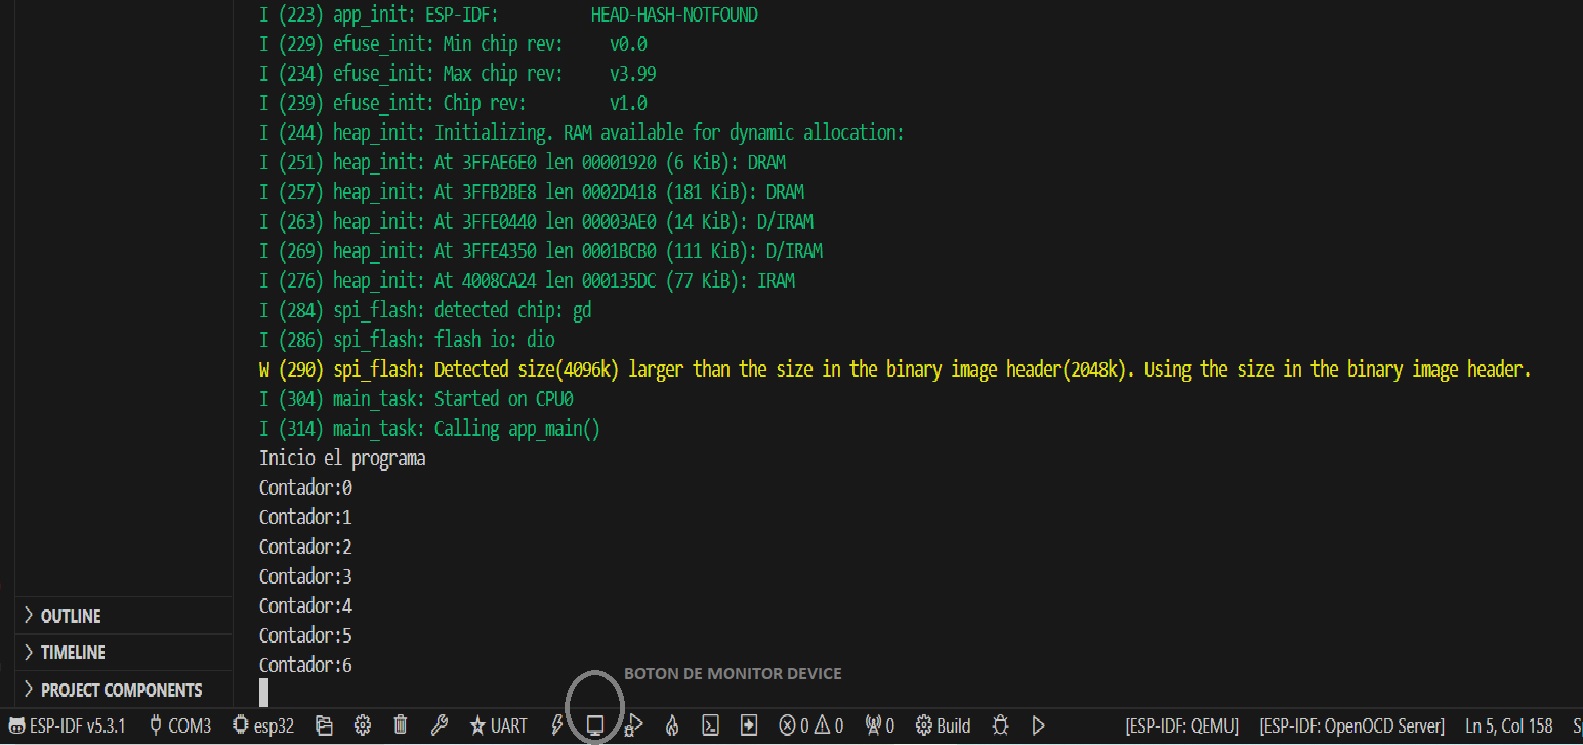 I (223) app_init: ESP-IDF: HEAD-HASH-NOTFOUND
I (229) efuse_init: Min chip rev: v0.0
I (234) efuse_init: Max chip rev: v3.99
I (239) efuse_init: Chip rev: v1.0
I (244) heap_init: Initializing. RAM available for dynamic allocation:
I (251) heap_init: At 3FFAE6E0 len 00001920 (6 KiB): DRAM
I (257) heap_init: At 3FFB2BE8 len 0002D418 (181 KiB): DRAM
I (263) heap_init: At 3FFE0440 len 00003AE0 (14 KiB): D/IRAM
I (269) heap_init: At 3FFE4350 len 0001BCB0 (111 KiB): D/IRAM
I (276) heap_init: At 4008CA24 len 000135DC (77 KiB): IRAM
I (284) spi_flash: detected chip: gd
I (286) spi_flash: flash io: dio
W (290) spi_flash: Detected size(4096k) larger than the size in the binary image header(2048k). Using the size in the binary image header.
I (304) main_task: Started on CPU0
I (314) main_task: Calling app_main()
Inicio el programa
Contador:0
Contador:1
Contador:2
Contador:3
Contador:4
Contador:5
Contador:6
OUTLINE
TIMELINE
PROJECT COMPONENTS
BOTON DE MONITOR DEVICE
ESP-IDF v5.3.1 COM3 esp32 UART 0 0 0 Build [ESP-IDF: QEMU] [ESP-IDF: OpenOCD Server] Ln 5, Col 158